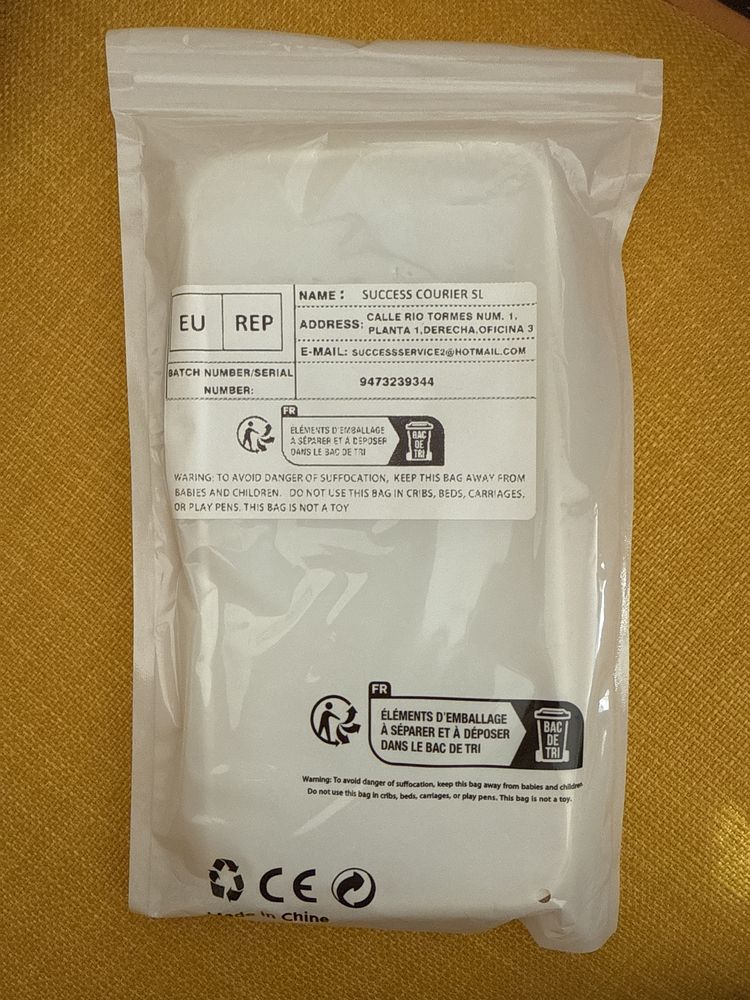 EU REP
NAME: SUCCESS COURIER SL
ADDRESS: CALLE RIO TORMES NUM. 1,
PLANTA 1,DERECHA,OFICINA 3
E-MAIL: SUCCESSSERVICE2@HOTMAIL.COM
BATCH NUMBER/SERIAL
NUMBER:
9473239344
FR
ÉLÉMENTS D'EMBALLAGE
À SÉPARER ET À DÉPOSER
DANS LE BAC DE TRI
BAC
DE
TRI
WARING: TO AVOID DANGER OF SUFFOCATION, KEEP THIS BAG AWAY FROM
BABIES AND CHILDREN. DO NOT USE THIS BAG IN CRIBS, BEDS, CARRIAGES,
OR PLAY PENS. THIS BAG IS NOT A TOY
FR
ÉLÉMENTS D'EMBALLAGE
À SÉPARER ET À DÉPOSER
DANS LE BAC DE TRI
BAC
DE
TRI
Warning: To avoid danger of suffocation, keep this bag away from babies and children.
Do not use this bag in cribs, beds, carriages, or play pens. This bag is not a toy.
CE
Made in Chine